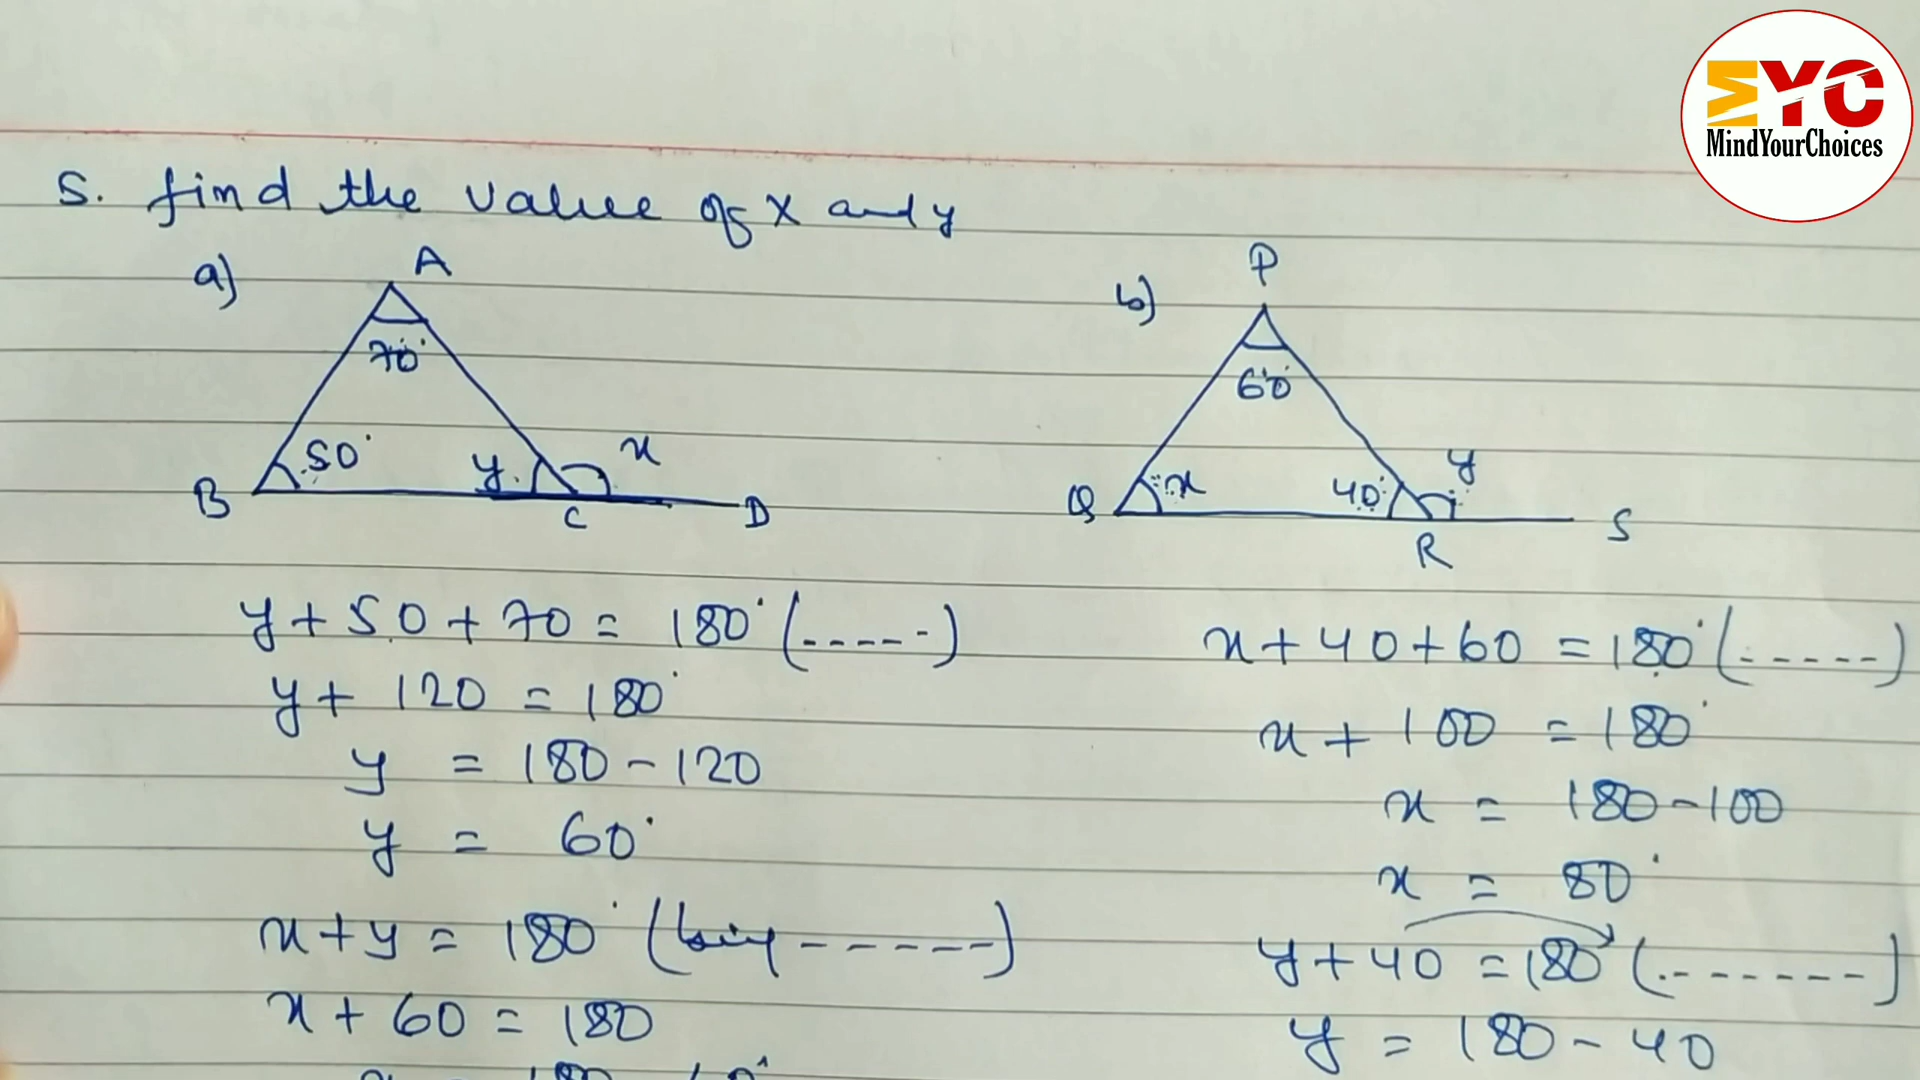 MYC
MindYourChoices
5. find the value of x and y
a)
A
70°
50°
y
x
B
C
D
y + 50 + 70 = 180° (-----)
y + 120 = 180°
y = 180 - 120
y = 60°
x + y = 180° (-----)
x + 60 = 180
b)
P
60°
x
40°
y
Q
R
S
x + 40 + 60 = 180° (-----)
x + 100 = 180°
x = 180 - 100
x = 80°
y + 40 = 180 (------)
y = 180 - 40